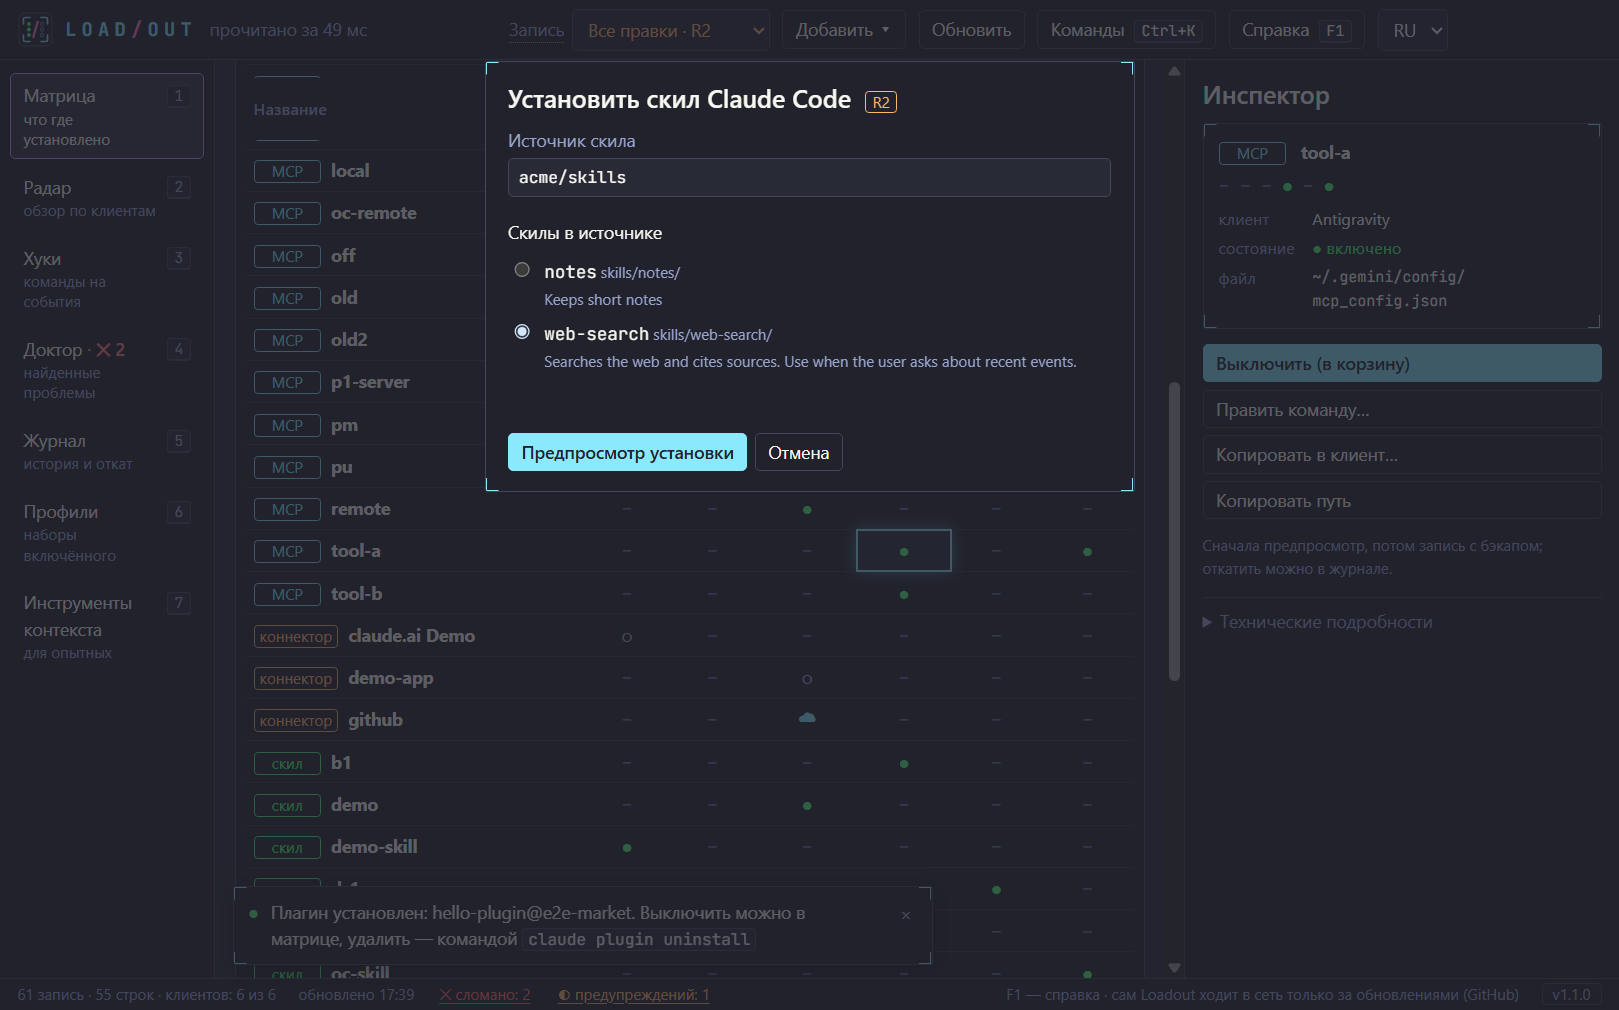 LOAD/OUT прочитано за 49 мс Запись Все правки · R2 Добавить ▾ Обновить Команды Ctrl+K Справка F1 RU
Матрица 1
что где
установлено
Радар 2
обзор по клиентам
Хуки 3
команды на
события
Доктор · ✕ 2 4
найденные
проблемы
Журнал 5
история и откат
Профили 6
наборы
включённого
Инструменты 7
контекста
для опытных
Название
MCP local
MCP oc-remote
MCP off
MCP old
MCP old2
MCP p1-server
MCP pm
MCP pu
MCP remote
MCP tool-a
MCP tool-b
коннектор claude.ai Demo
коннектор demo-app
коннектор github
скил b1
скил demo
скил demo-skill
скил oc-skill
Установить скил Claude Code R2
Источник скила
acme/skills
Скилы в источнике
notes skills/notes/
Keeps short notes
web-search skills/web-search/
Searches the web and cites sources. Use when the user asks about recent events.
Предпросмотр установки Отмена
Плагин установлен: hello-plugin@e2e-market. Выключить можно в ×
матрице, удалить — командой claude plugin uninstall
Инспектор
MCP tool-a
клиент Antigravity
состояние ● включено
файл ~/.gemini/config/
mcp_config.json
Выключить (в корзину)
Править команду...
Копировать в клиент...
Копировать путь
Сначала предпросмотр, потом запись с бэкапом;
откатить можно в журнале.
▶ Технические подробности
61 запись · 55 строк · клиентов: 6 из 6 обновлено 17:39 ✕ сломано: 2 ◐ предупреждений: 1 F1 — справка · сам Loadout ходит в сеть только за обновлениями (GitHub) v1.1.0